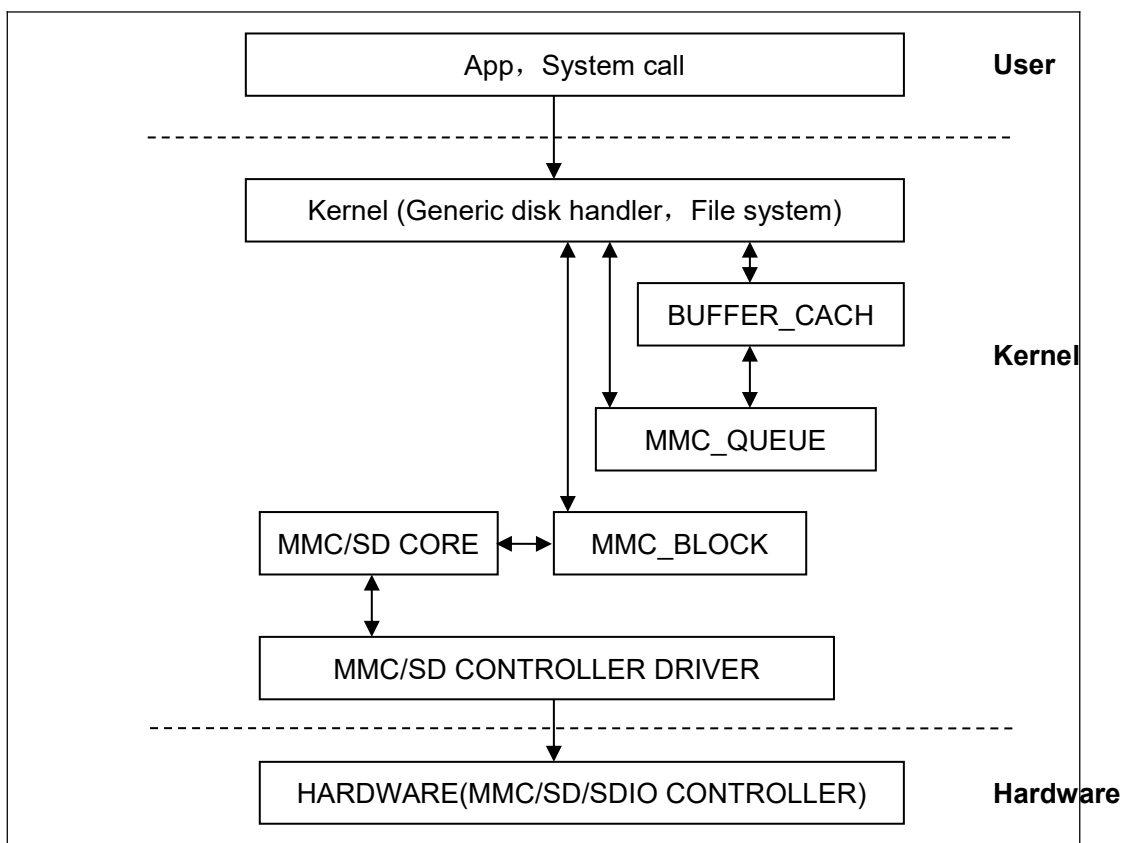 App，System call
User
Kernel (Generic disk handler，File system)
BUFFER_CACH
Kernel
MMC_QUEUE
MMC/SD CORE
MMC_BLOCK
MMC/SD CONTROLLER DRIVER
HARDWARE(MMC/SD/SDIO CONTROLLER)
Hardware